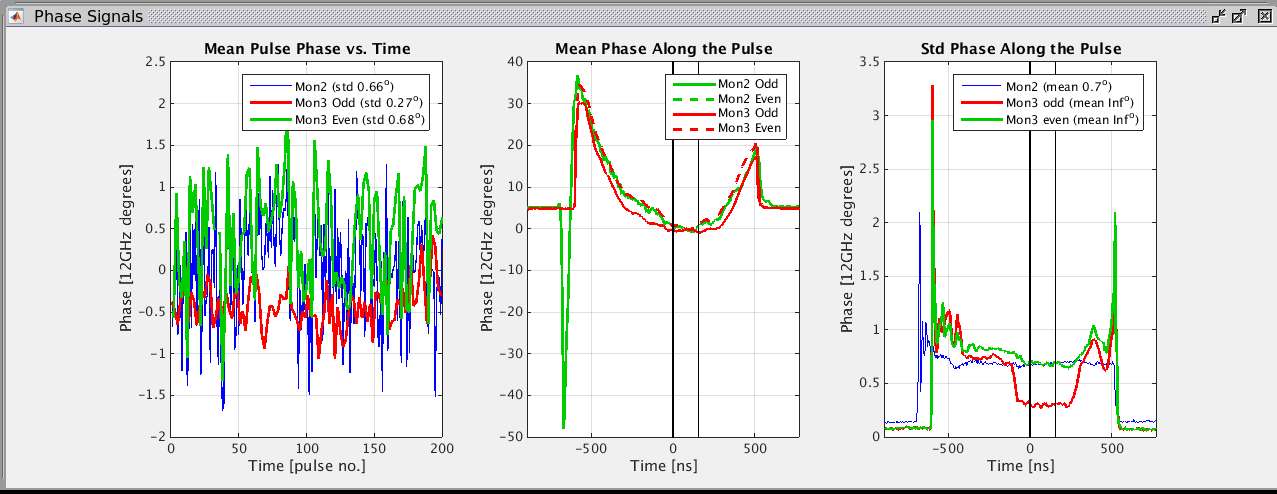 Phase Signals
Mean Pulse Phase vs. Time
2.5
2
1.5
1
0.5
0
−0.5
−1
−1.5
−2
Phase [12GHz degrees]
Mon2 (std 0.66°)
Mon3 Odd (std 0.27°)
Mon3 Even (std 0.68°)
0
50
100
150
200
Time [pulse no.]
Mean Phase Along the Pulse
40
30
20
10
0
−10
−20
−30
−40
−50
Phase [12GHz degrees]
Mon2 Odd
Mon2 Even
Mon3 Odd
Mon3 Even
−500
0
500
Time [ns]
Std Phase Along the Pulse
3.5
3
2.5
2
1.5
1
0.5
0
Phase [12GHz degrees]
Mon2 (mean 0.7°)
Mon3 odd (mean Inf°)
Mon3 even (mean Inf°)
−500
0
500
Time [ns]